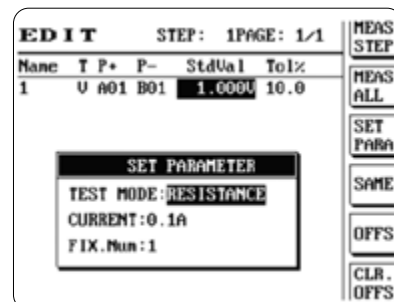 EDIT STEP: 1PAGE: 1/1
Name T P+ P- StdVal Tol%
1 V A01 B01 1.000V 10.0
SET PARAMETER
TEST MODE:RESISTANCE
CURRENT:0.1A
FIX.Num:1
MEAS STEP
MEAS ALL
SET PARA
SAME
OFFS
CLR. OFFS